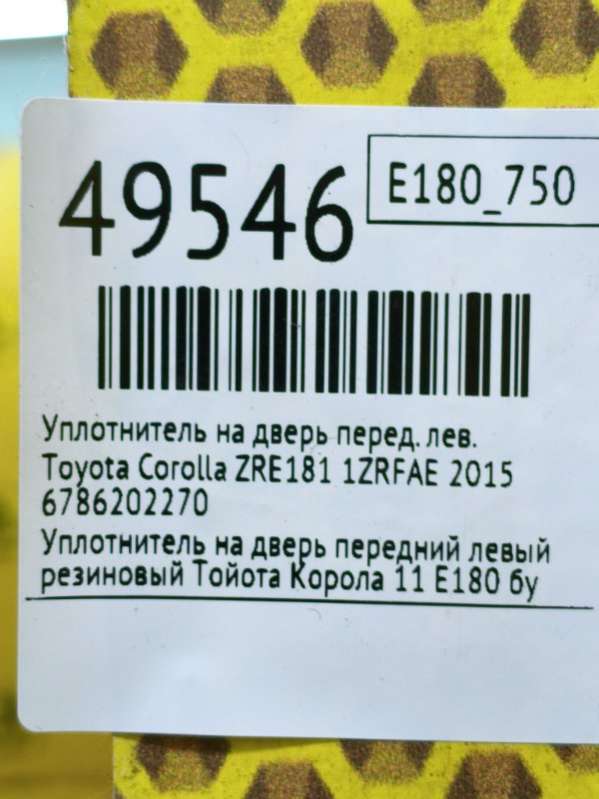 49546
E180_750
Уплотнитель на дверь перед. лев.
Toyota Corolla ZRE181 1ZRFAE 2015
6786202270
Уплотнитель на дверь передний левый
резиновый Тойота Корола 11 Е180 бу